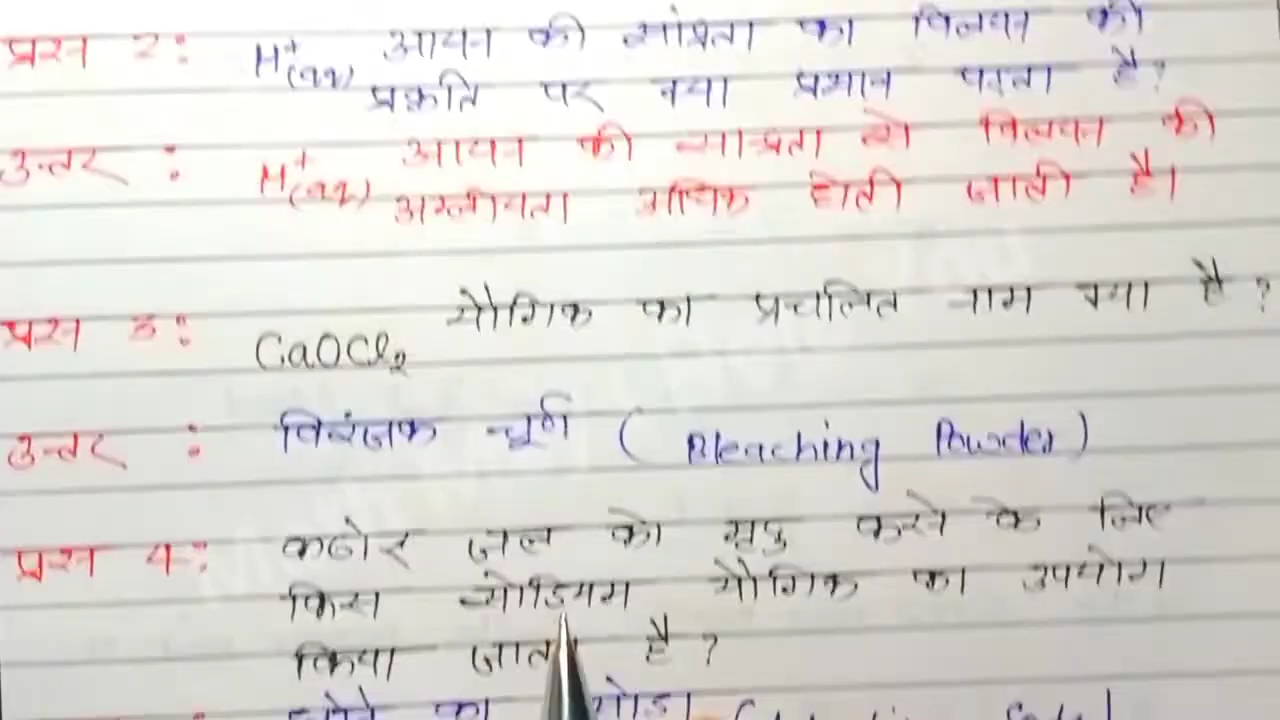 प्रश्न 2: H⁺(aq) आयन की सांद्रता का विलयन की
प्रकृति पर क्या प्रभाव पड़ता है?
उत्तर : H⁺(aq) आयन की सान्द्रता से विलयन की
अम्लीयता अधिक होती जाती है।
प्रश्न 3: CaOCl₂ यौगिक का प्रचलित नाम क्या है?
उत्तर : विरंजक चूर्ण ( Bleaching Powder)
प्रश्न 4: कठोर जल को मृदु करने के लिए
किस सोडियम यौगिक का उपयोग
किया जाता है?
धोने का सोडा